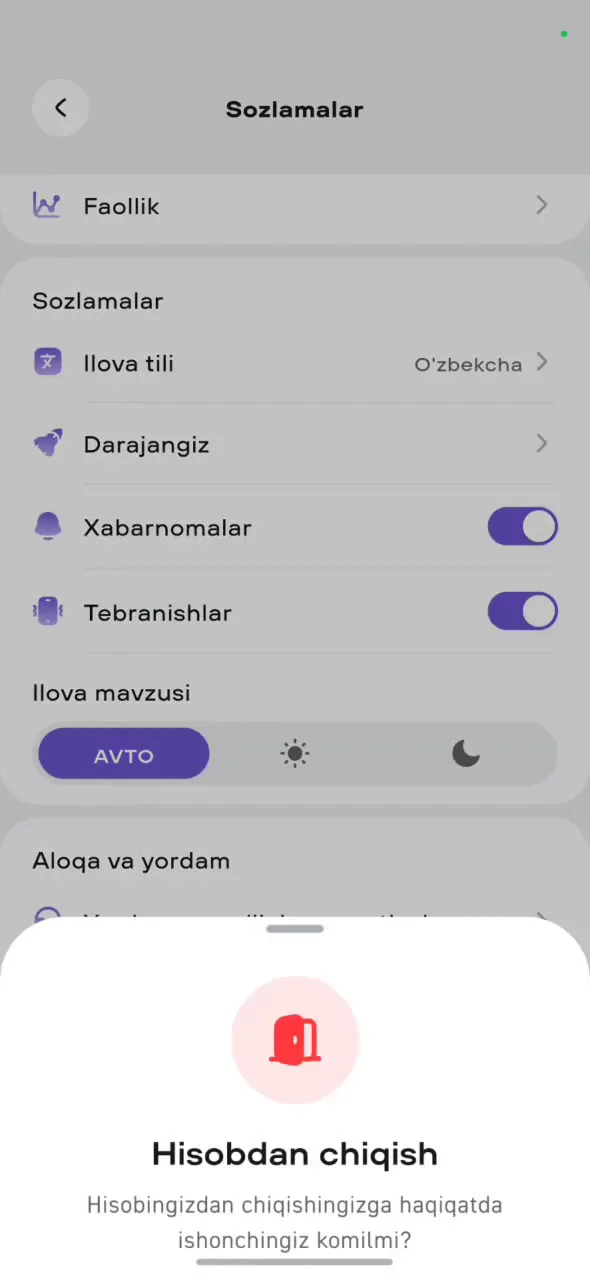 Sozlamalar
Faollik
Sozlamalar
Ilova tili
O'zbekcha
Darajangiz
Xabarnomalar
Tebranishlar
Ilova mavzusi
AVTO
Aloqa va yordam
Hisobdan chiqish
Hisobingizdan chiqishingizga haqiqatda
ishonchingiz komilmi?